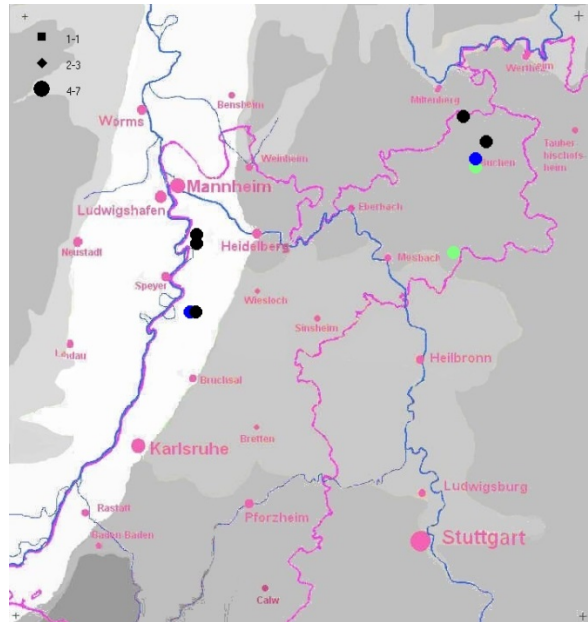 1-1
2-3
4-7
Wertheim
Miltenberg
Bensheim
Worms
Tauber
bischofs-
heim
Buchen
Weinheim
Mannheim
Ludwigshafen
Eberbach
Heidelberg
Neustadt
Mosbach
Speyer
Wiesloch
Sinsheim
Landau
Heilbronn
Bruchsal
Bretten
Karlsruhe
Ludwigsburg
Pforzheim
Rastatt
Baden-Baden
Stuttgart
Calw